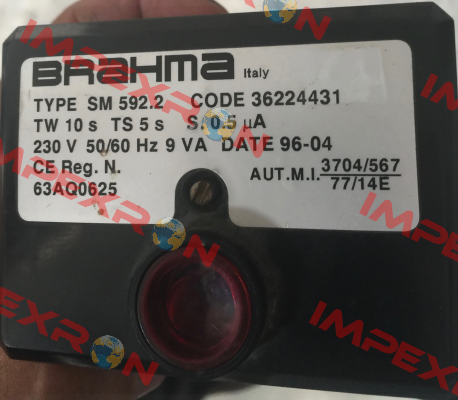 BRAHMA Italy
TYPE SM 592.2 CODE 36224431
TW 10 s TS 5 s S/0.5 µA
230 V 50/60 Hz 9 VA DATE 96-04
CE Reg. N. AUT.M.I. 3704/567
63AQ0625 77/14E
IMPEXRON
IMPEXRON
IMPEXRON
IMPEXRON